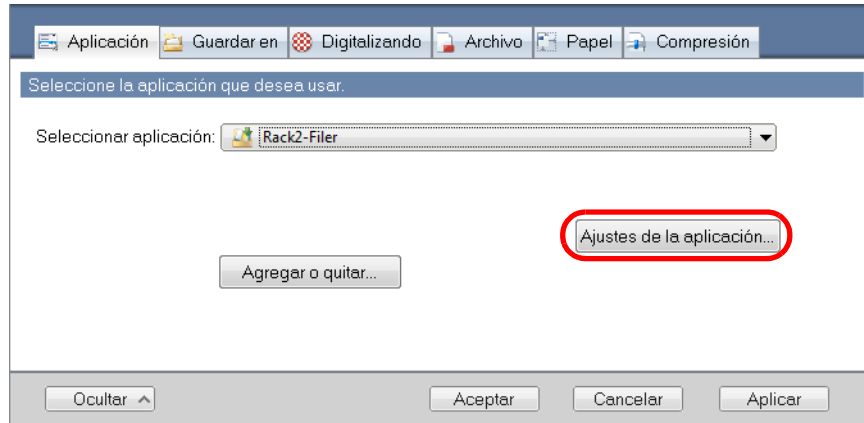 Aplicación Guardar en Digitalizando Archivo Papel Compresión
Seleccione la aplicación que desea usar.
Seleccionar aplicación: Rack2-Filer
Ajustes de la aplicación...
Agregar o quitar...
Ocultar Aceptar Cancelar Aplicar